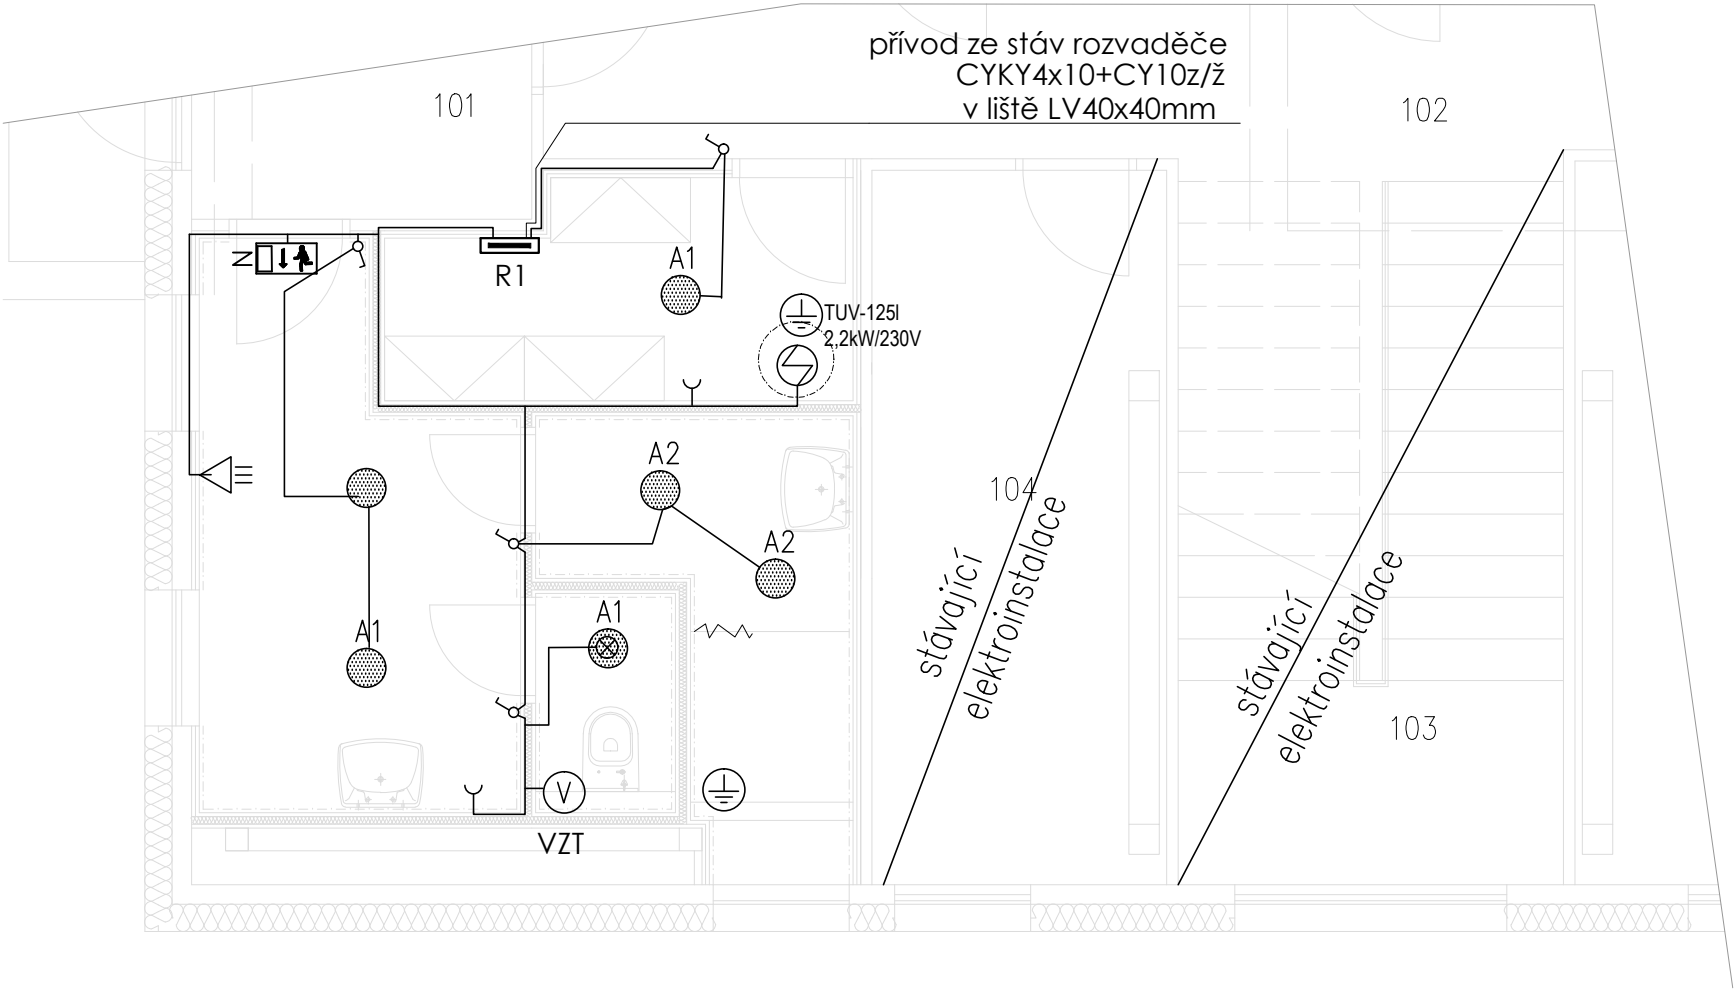 přívod ze stáv rozvaděče
CYKY4x10+CY10z/ž
v liště LV40x40mm
101
102
N
R1
A1
TUV-125l
2,2kW/230V
A2
A2
104
stávající
elektroinstalace
stávající
elektroinstalace
A1
A1
103
V
VZT